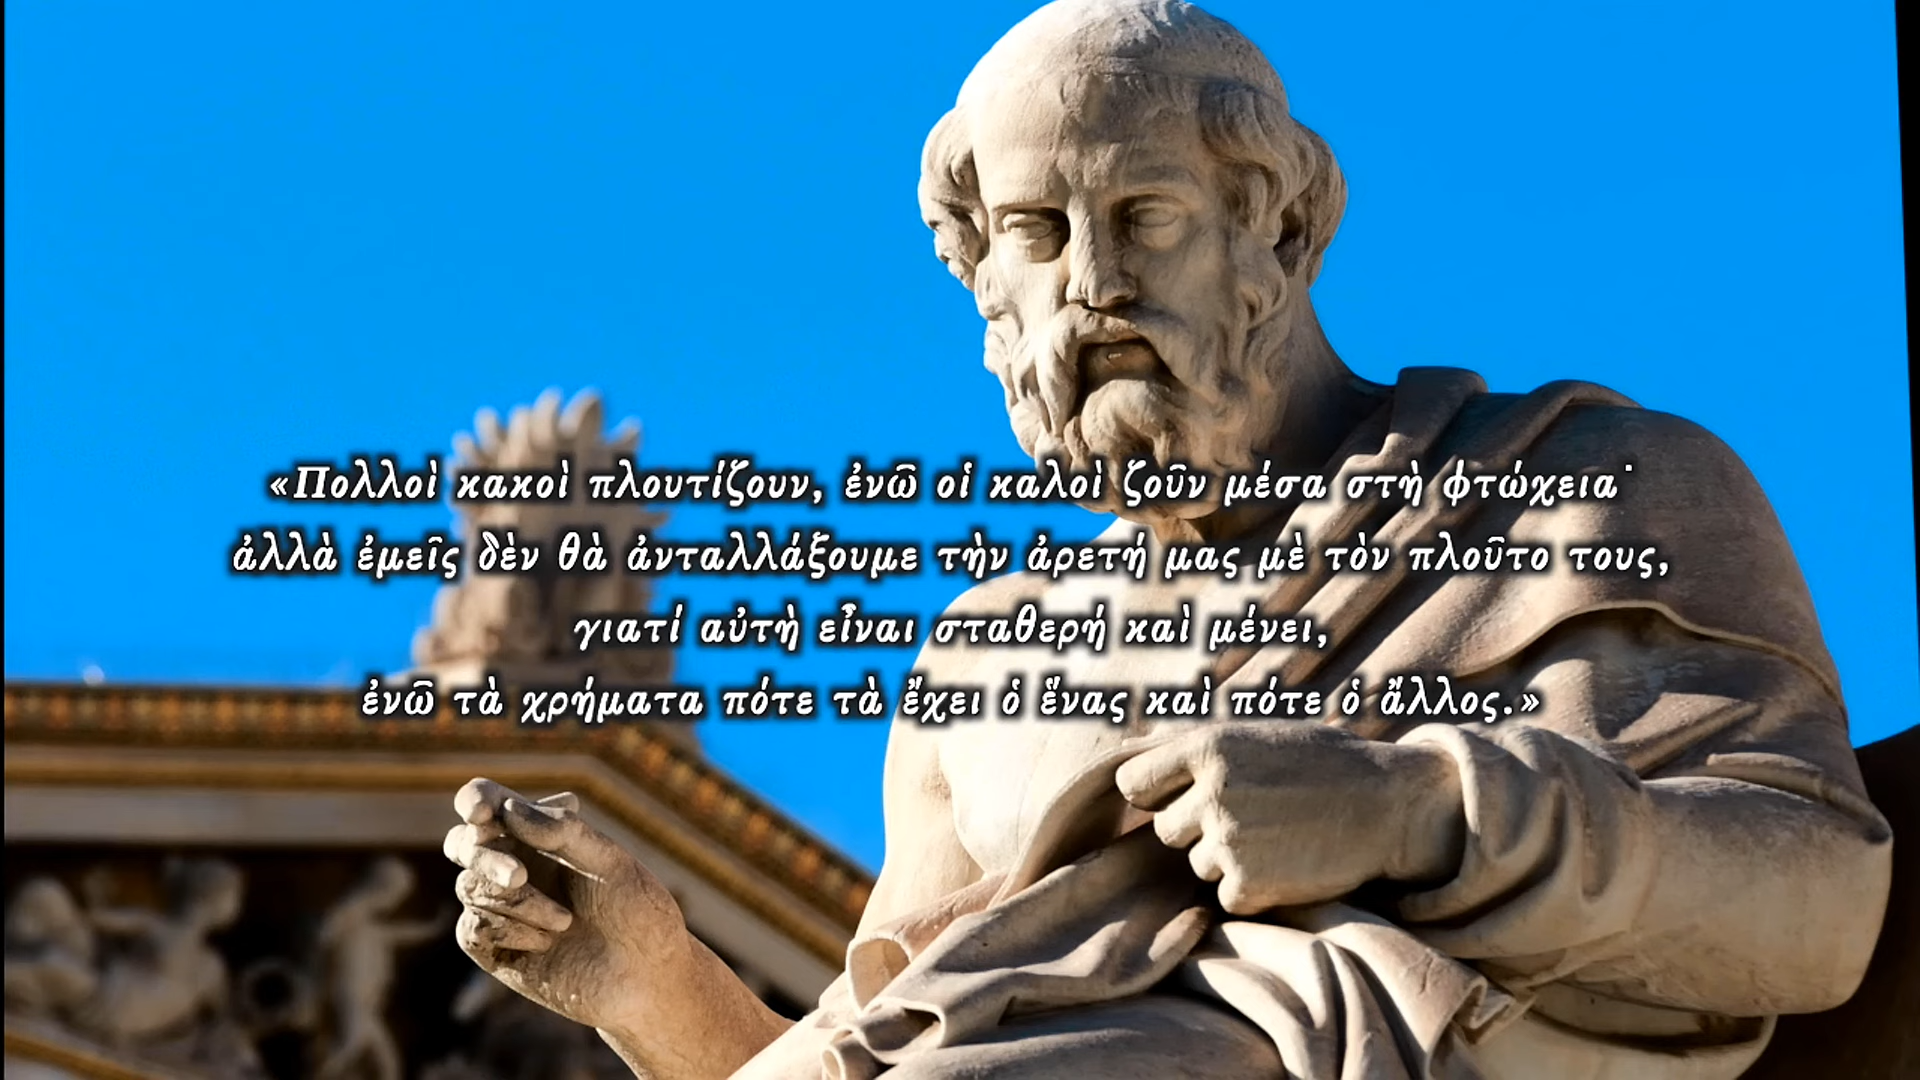 «Πολλοὶ κακοὶ πλουτίζουν, ἐνῶ οἱ καλοὶ ζοῦν μέσα στὴ φτώχεια˙
ἀλλὰ ἐμεῖς δὲν θὰ ἀνταλλάξουμε τὴν ἀρετή μας μὲ τὸν πλοῦτο τους,
γιατί αὐτὴ εἶναι σταθερή καὶ μένει,
ἐνῶ τὰ χρήματα πότε τὰ ἔχει ὁ ἕνας καὶ πότε ὁ ἄλλος.»